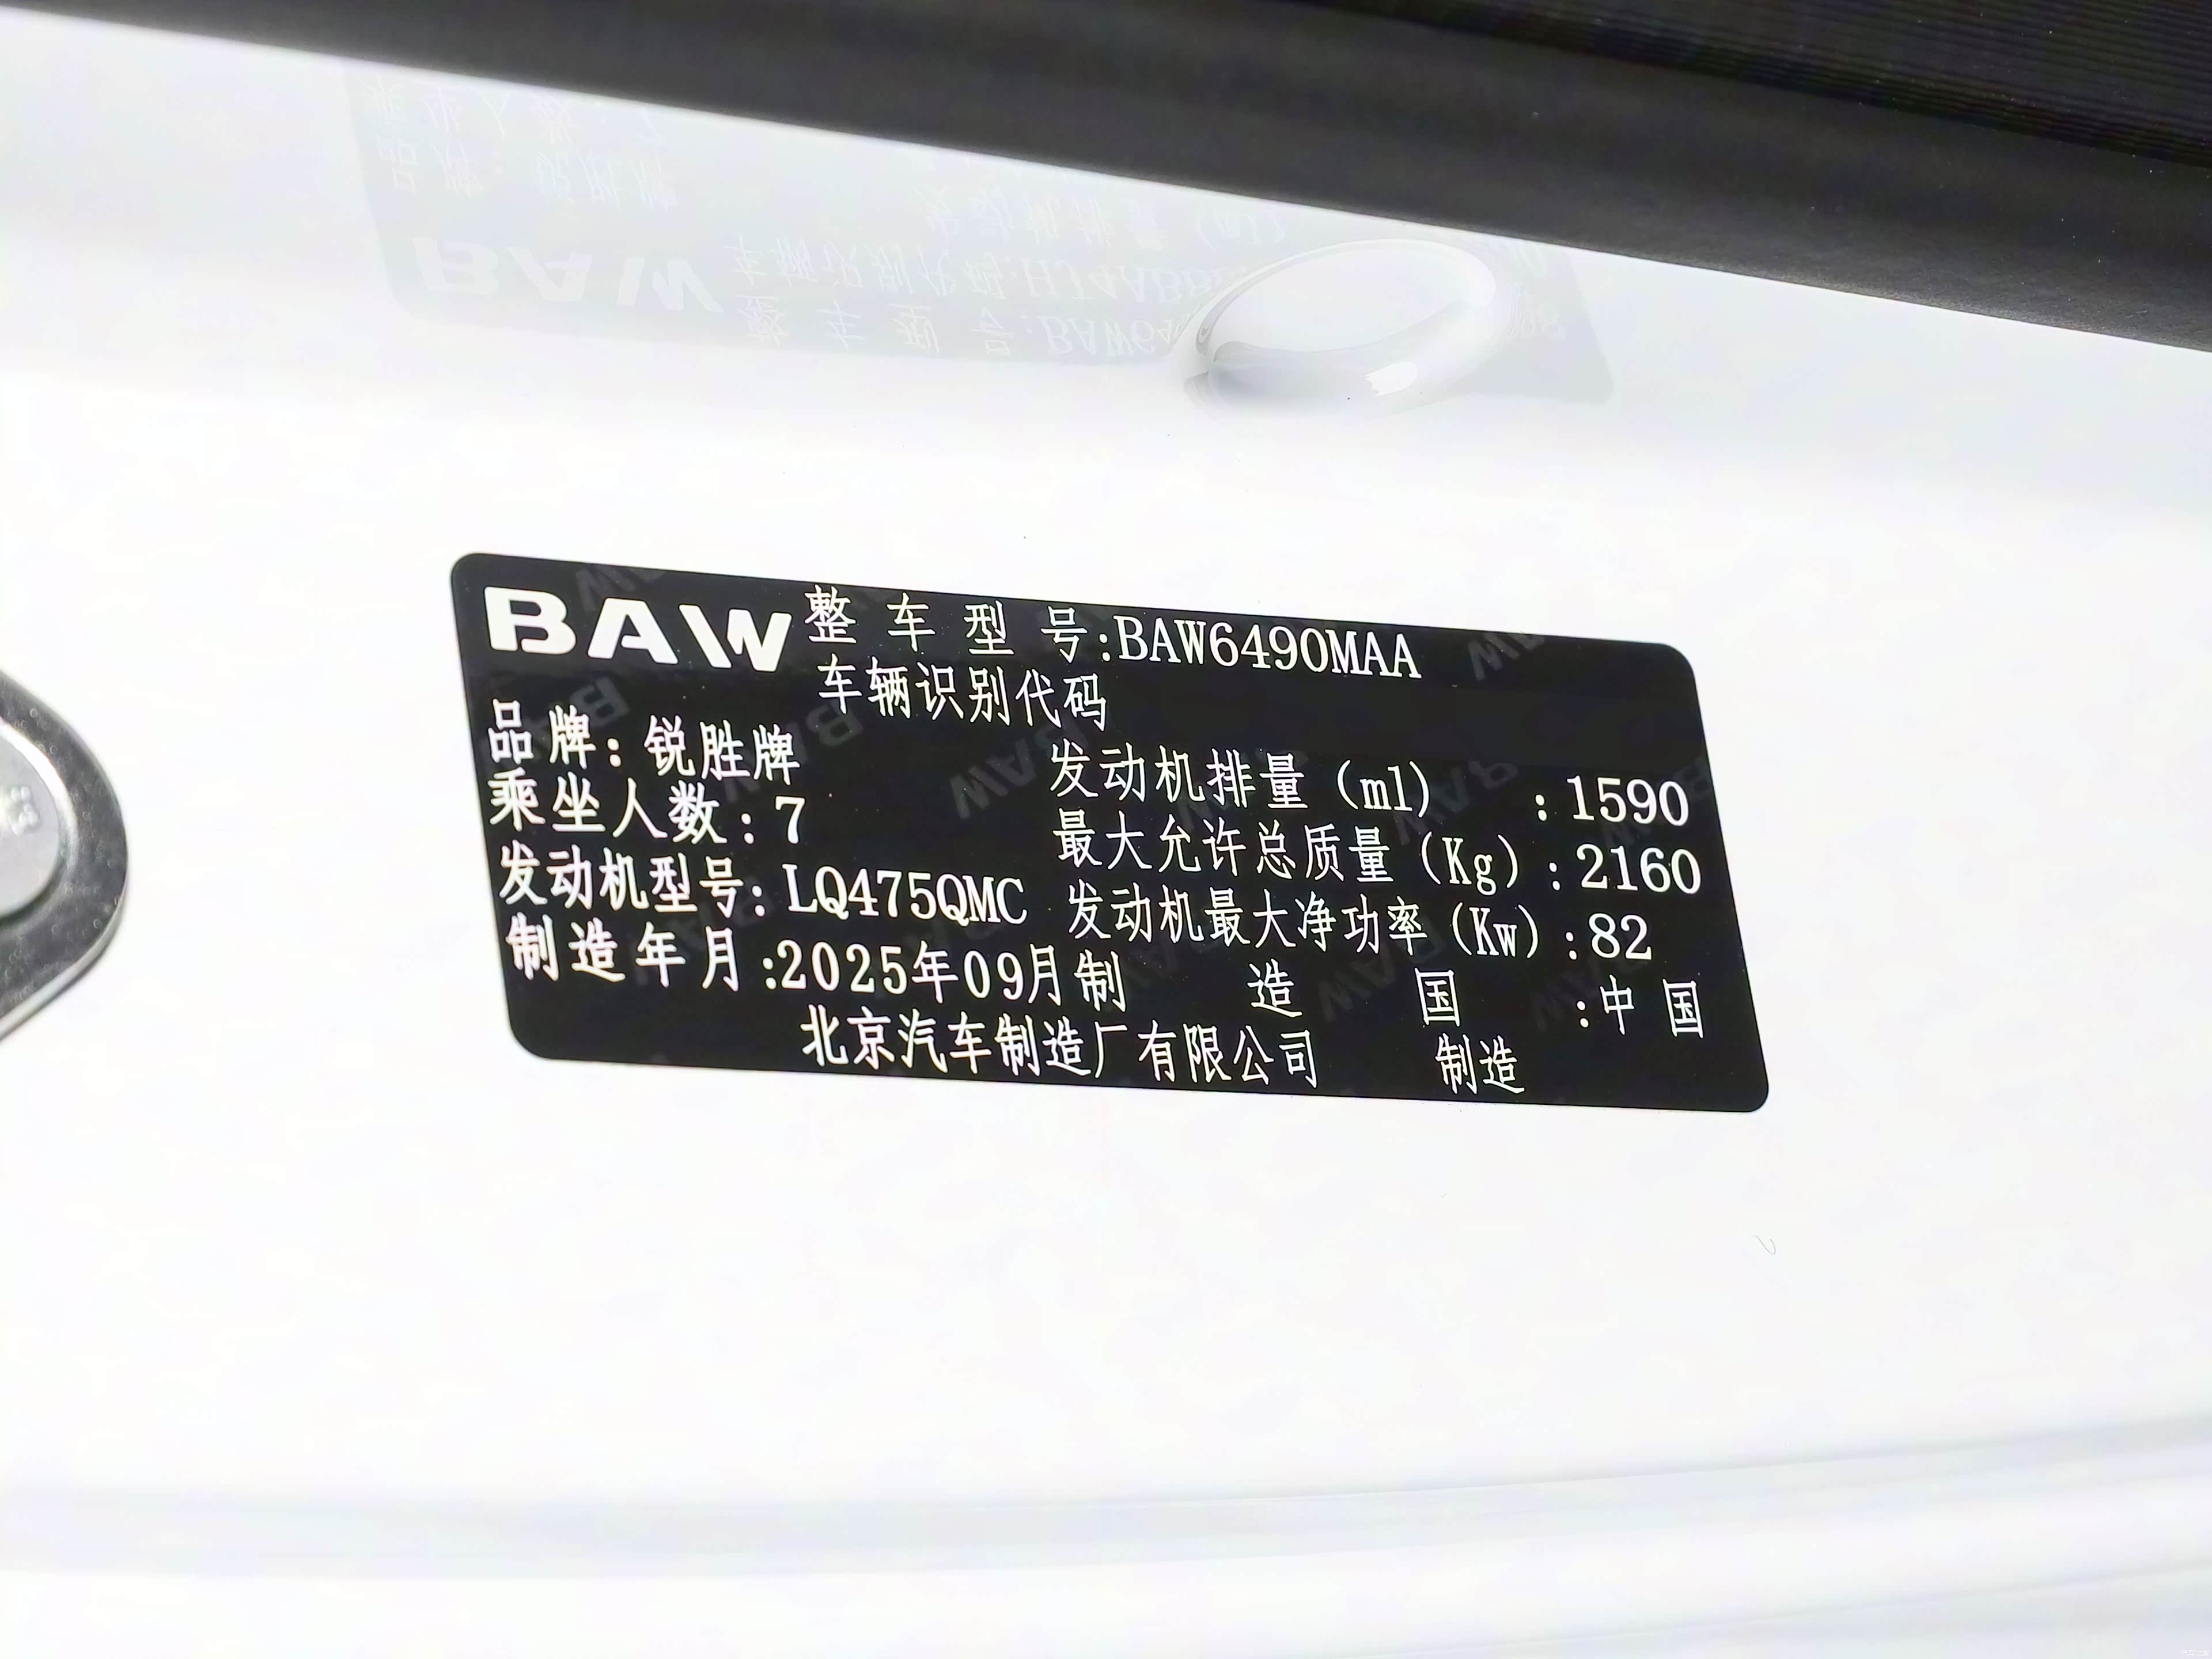 BAW 整车型号:BAW6490MAA
车辆识别代码
品牌: 锐胜牌
发动机排量 (ml) :1590
乘坐人数: 7
最大允许总质量 (Kg) :2160
发动机型号: LQ475QMC
发动机最大净功率 (Kw) :82
制造年月:2025年09月
制造国:中国
北京汽车制造厂有限公司 制造